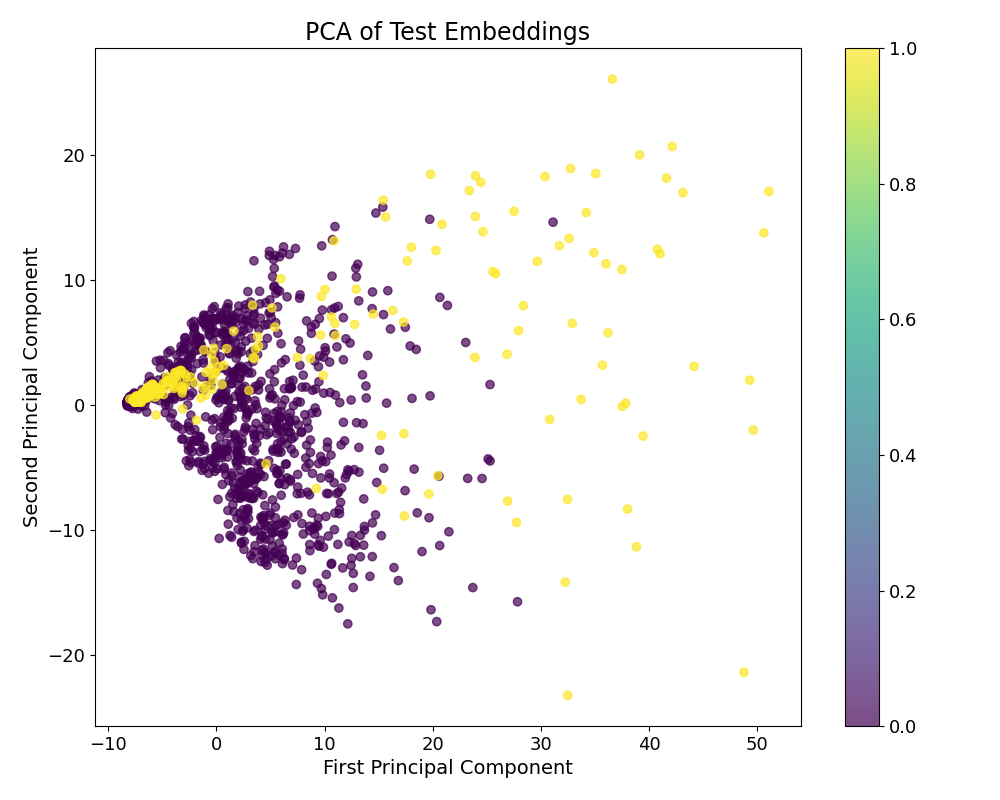 PCA of Test Embeddings
20
10
0
−10
−20
Second Principal Component
−10 0 10 20 30 40 50
First Principal Component
1.0
0.8
0.6
0.4
0.2
0.0